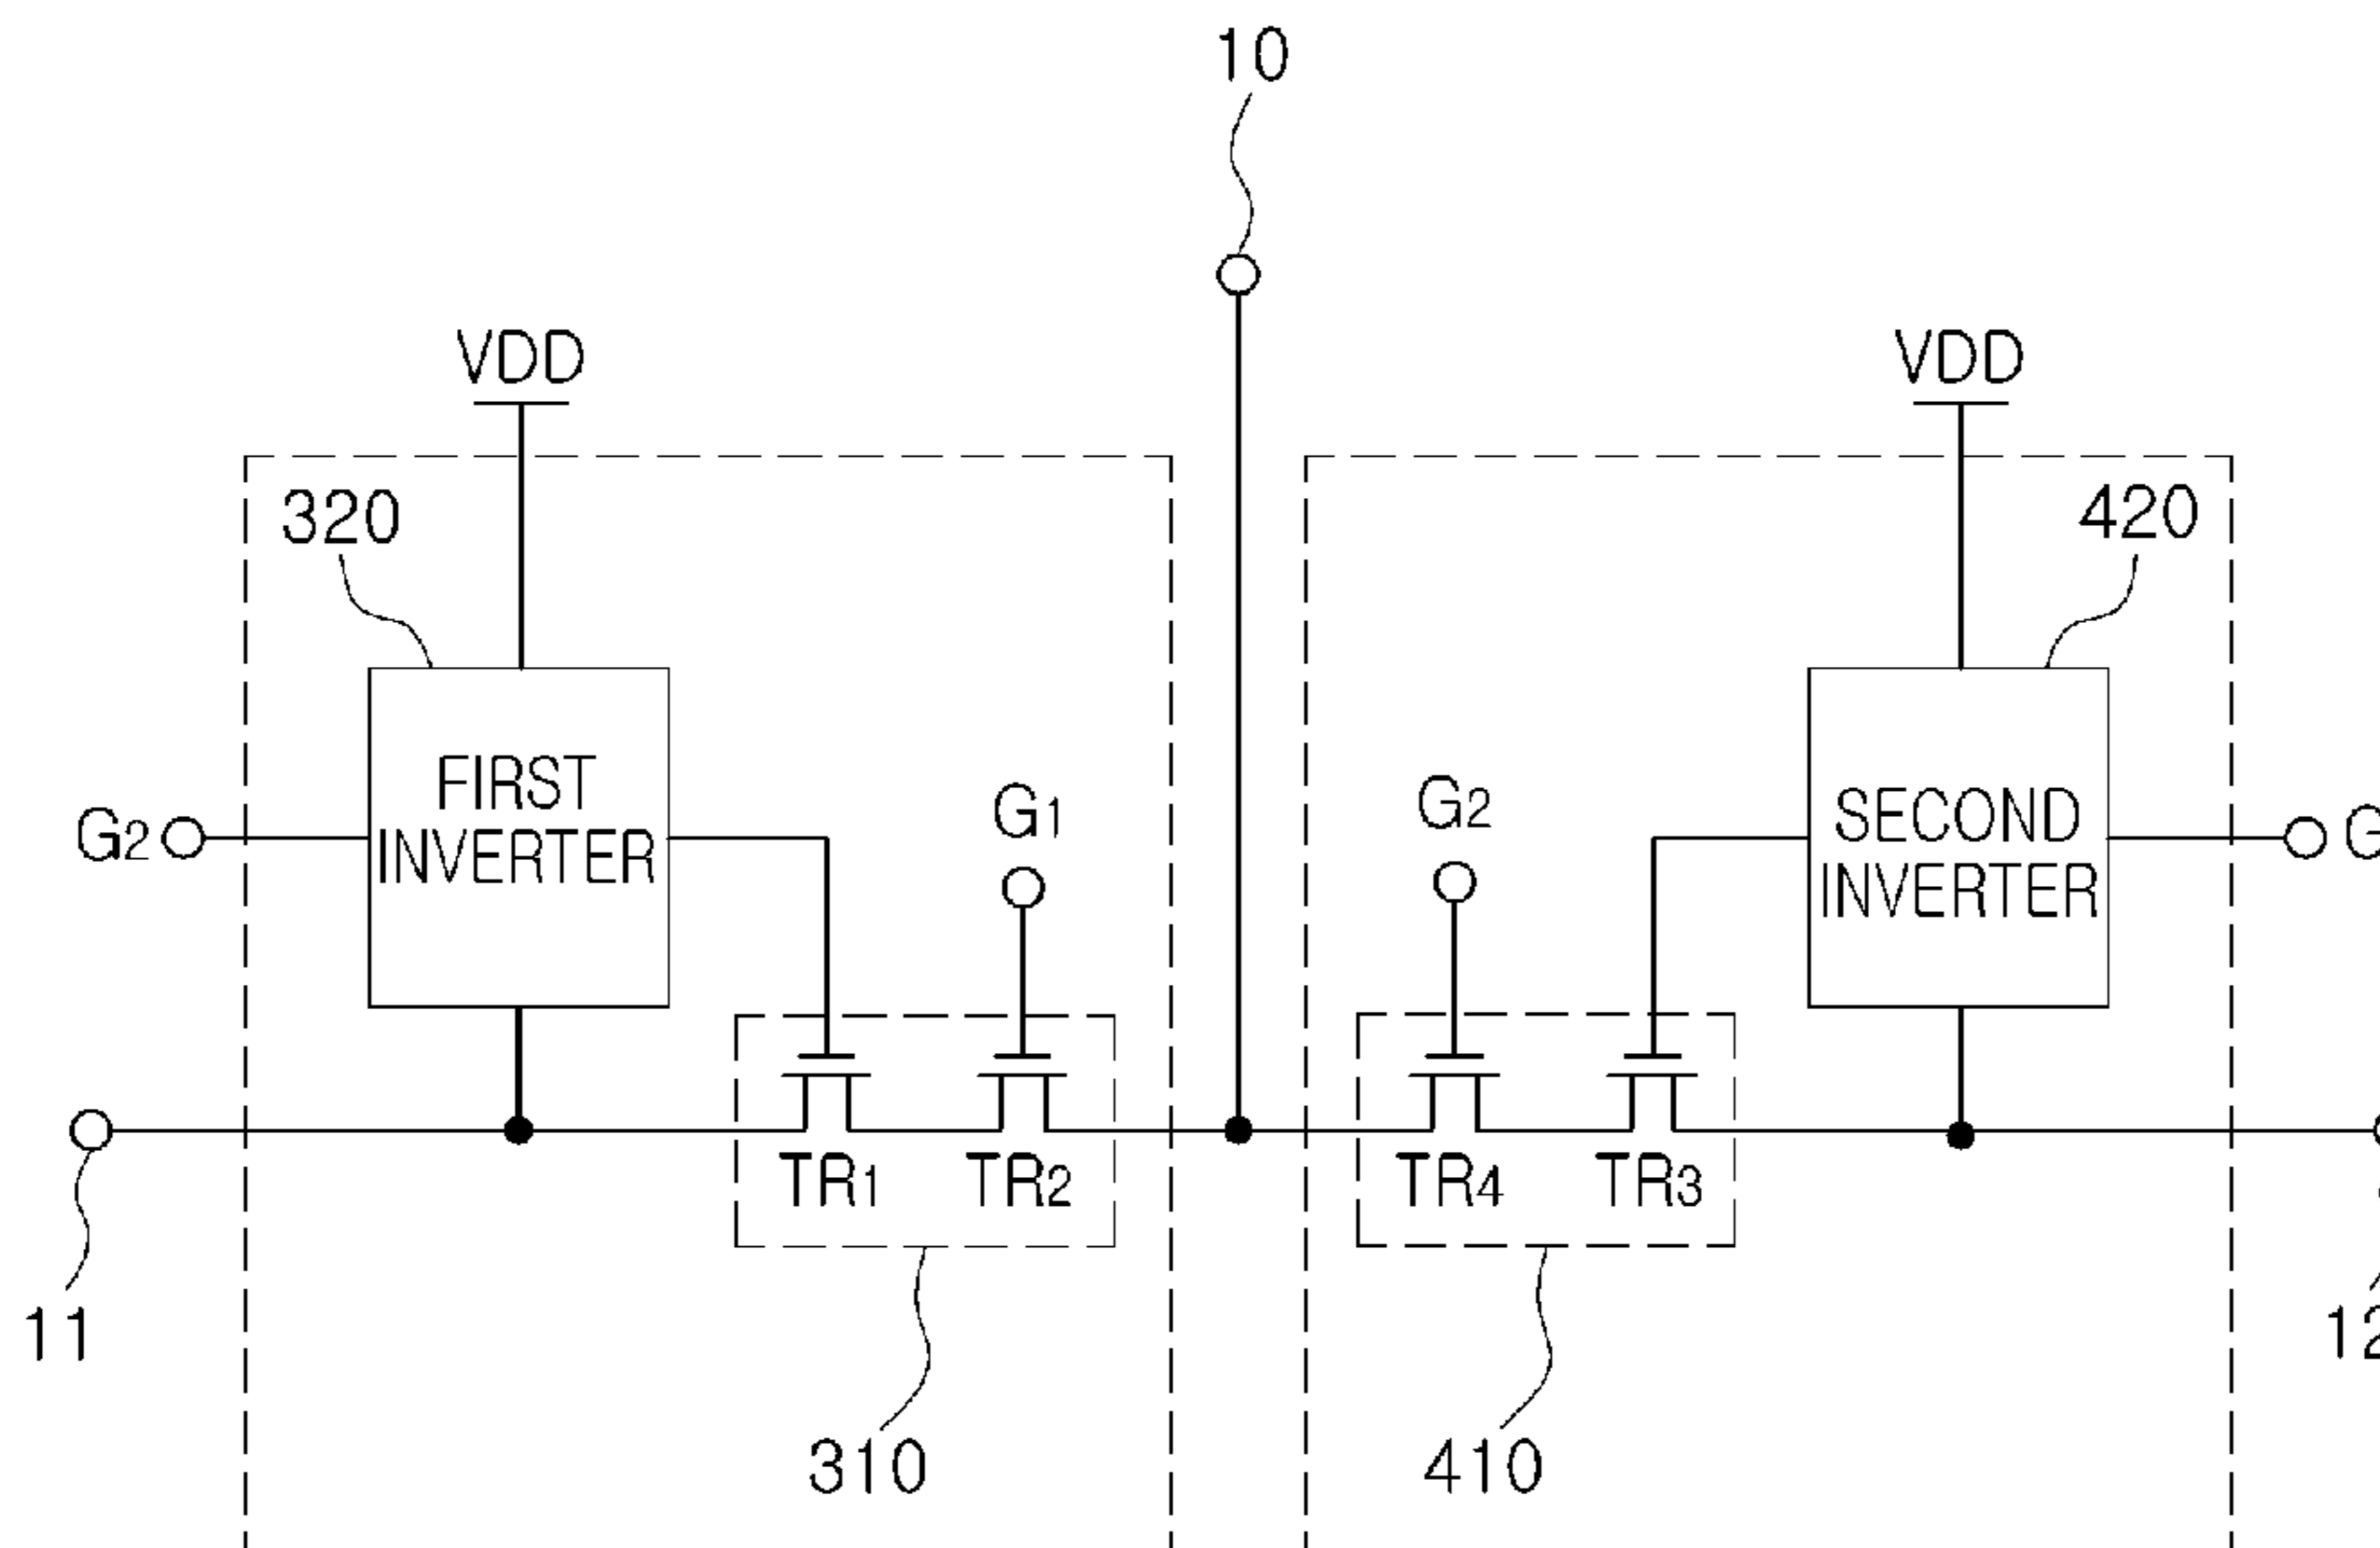 10
VDD
VDD
320
420
FIRST
INVERTER
SECOND
INVERTER
G2
G1
G2
G
TR1
TR2
TR4
TR3
11
12
310
410